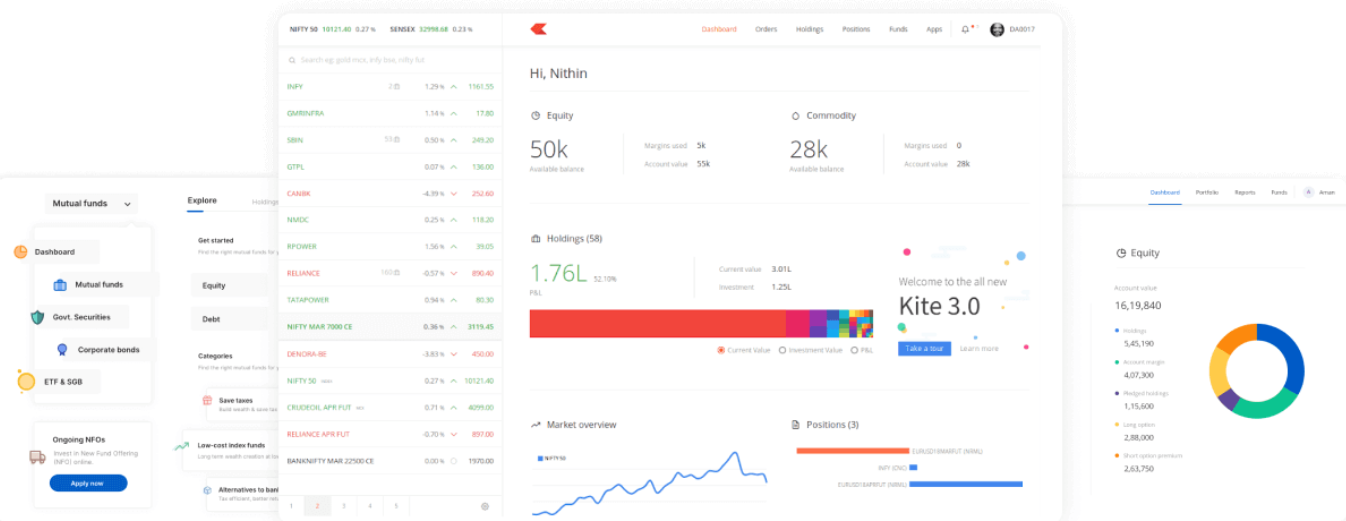 NIFTY 50 10121.40 0.27 % SENSEX 32998.68 0.23 %
Search eg: gold mcx, infy bse, nifty fut
INFY 2 1.29 % 1161.55
GMRINFRA 1.14 % 17.80
SBIN 55 0.50 % 249.20
GTPL 0.07 % 136.00
CANBK -4.39 % 252.60
NMDC 0.25 % 118.20
RPOWER 1.56 % 39.05
RELIANCE 160 -0.57 % 890.40
TATAPOWER 0.94 % 80.30
NIFTY MAR 7000 CE 0.36 % 3119.45
DENORA-BE -3.83 % 450.00
NIFTY 50 0.27 % 10121.40
CRUDEOIL APR FUT 0.71 % 4099.00
RELIANCE APR FUT -0.70 % 897.00
BANKNIFTY MAR 22500 CE 0.00 % 1970.00
1 2 3 4 5
Dashboard Orders Holdings Positions Funds Apps DA0017
Hi, Nithin
Equity
50k
Available balance
Margins used 5k
Account value 55k
Commodity
28k
Available balance
Margins used 0
Account value 28k
Holdings (58)
1.76L 52.10%
P&L
Current value 3.01L
Investment 1.25L
Current Value Investment Value P&L
Welcome to the all new
Kite 3.0
Take a tour Learn more
Market overview
NIFTY 50
Positions (3)
INFY (CNC)
Mutual funds
Dashboard
Mutual funds
Govt. Securities
Corporate bonds
ETF & SGB
Ongoing NFOs
Invest in New Fund Offering
(NFO) online.
Apply now
Explore Holdings
Get started
Find the right mutual funds for
Equity
Debt
Categories
Find the right mutual funds for
Save taxes
Build wealth & save tax
Low-cost index funds
Long term wealth creation at
Alternatives to
Tax efficient, better
Dashboard Portfolio Reports Funds A Aman
Equity
Account value
16,19,840
Holdings
5,45,190
Account margin
4,07,300
Pledged holdings
1,15,600
Long option
2,88,000
Short option premium
2,63,750